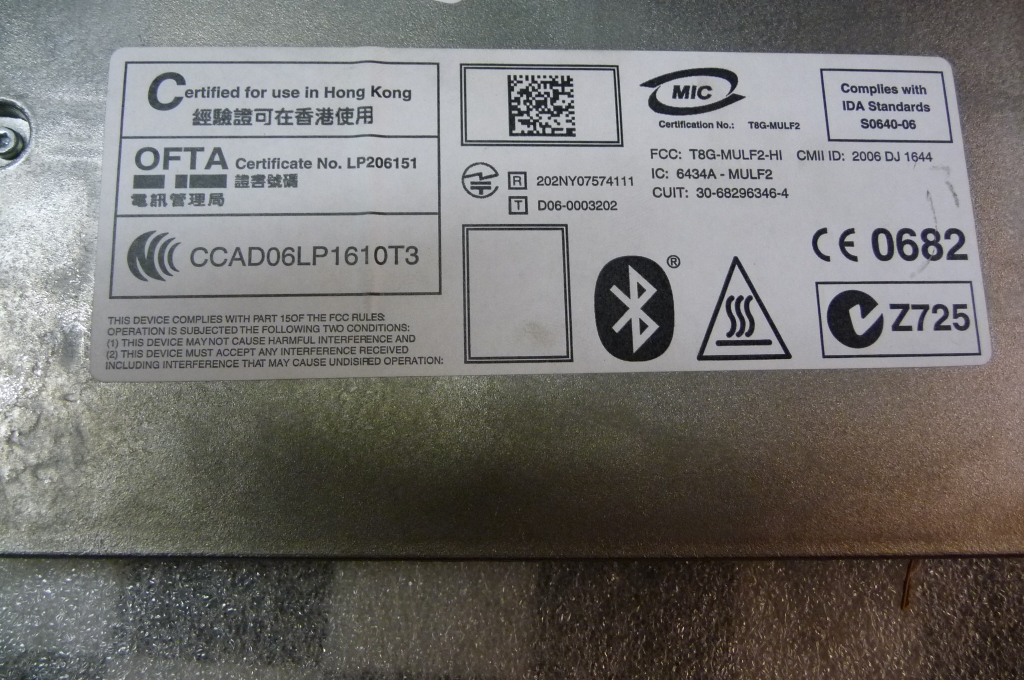 Certified for use in Hong Kong
經驗證可在香港使用
OFTA Certificate No. LP206151
證書號碼
電訊管理局
CCAD06LP1610T3
THIS DEVICE COMPLIES WITH PART 15OF THE FCC RULES:
OPERATION IS SUBJECTED THE FOLLOWING TWO CONDITIONS:
(1) THIS DEVICE MAY NOT CAUSE HARMFUL INTERFERENCE AND
(2) THIS DEVICE MUST ACCEPT ANY INTERFERENCE RECEIVED
INCLUDING INTERFERENCE THAT MAY CAUSE UNDISIRED OPERATION:
R 202NY07574111
T D06-0003202
MIC
Certification No.: T8G-MULF2
Complies with
IDA Standards
S0640-06
FCC: T8G-MULF2-HI CMII ID: 2006 DJ 1644
IC: 6434A - MULF2
CUIT: 30-68296346-4
®
CE 0682
Z725